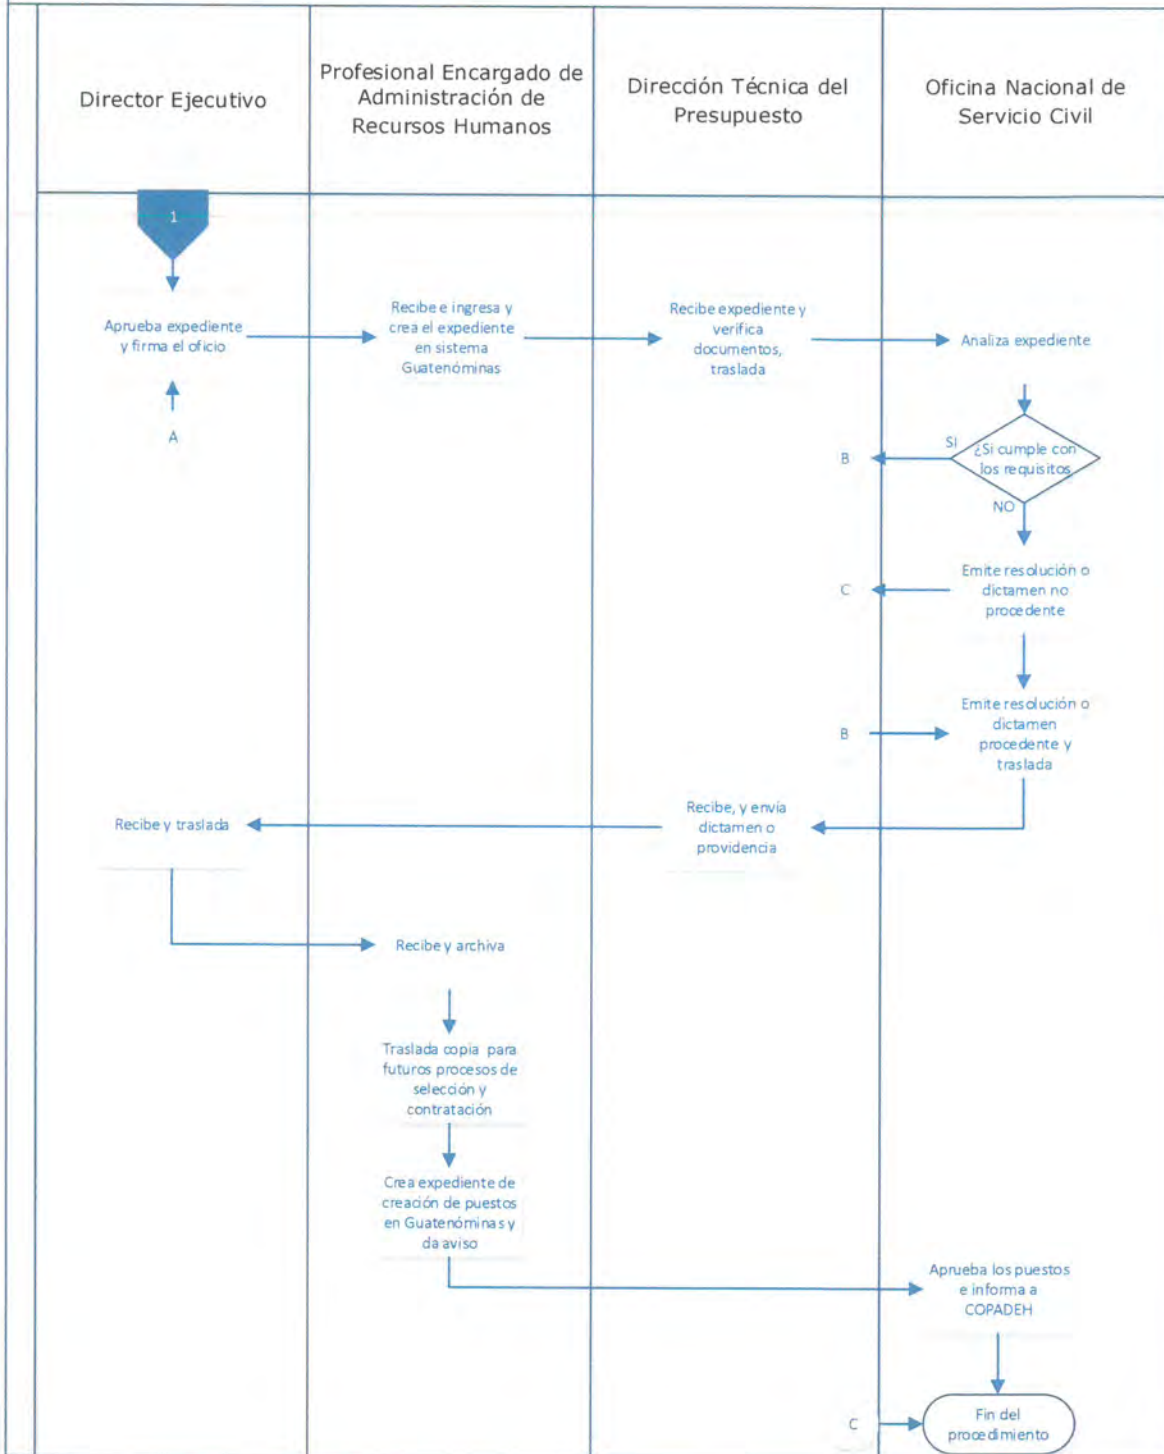 Director Ejecutivo
Profesional Encargado de
Administración de
Recursos Humanos
Dirección Técnica del
Presupuesto
Oficina Nacional de
Servicio Civil
1
Aprueba expediente
y firma el oficio
Recibe e ingresa y
crea el expediente
en sistema
Guatenóminas
Recibe expediente y
verifica
documentos,
traslada
Analiza expediente
A
B
SI
¿Si cumple con
los requisitos
NO
C
Emite resolución o
dictamen no
procedente
B
Emite resolución o
dictamen
procedente y
traslada
Recibe y traslada
Recibe, y envía
dictamen o
providencia
Recibe y archiva
Traslada copia para
futuros procesos de
selección y
contratación
Crea expediente de
creación de puestos
en Guatenóminas y
da aviso
Aprueba los puestos
e informa a
COPADEH
C
Fin del
procedimiento